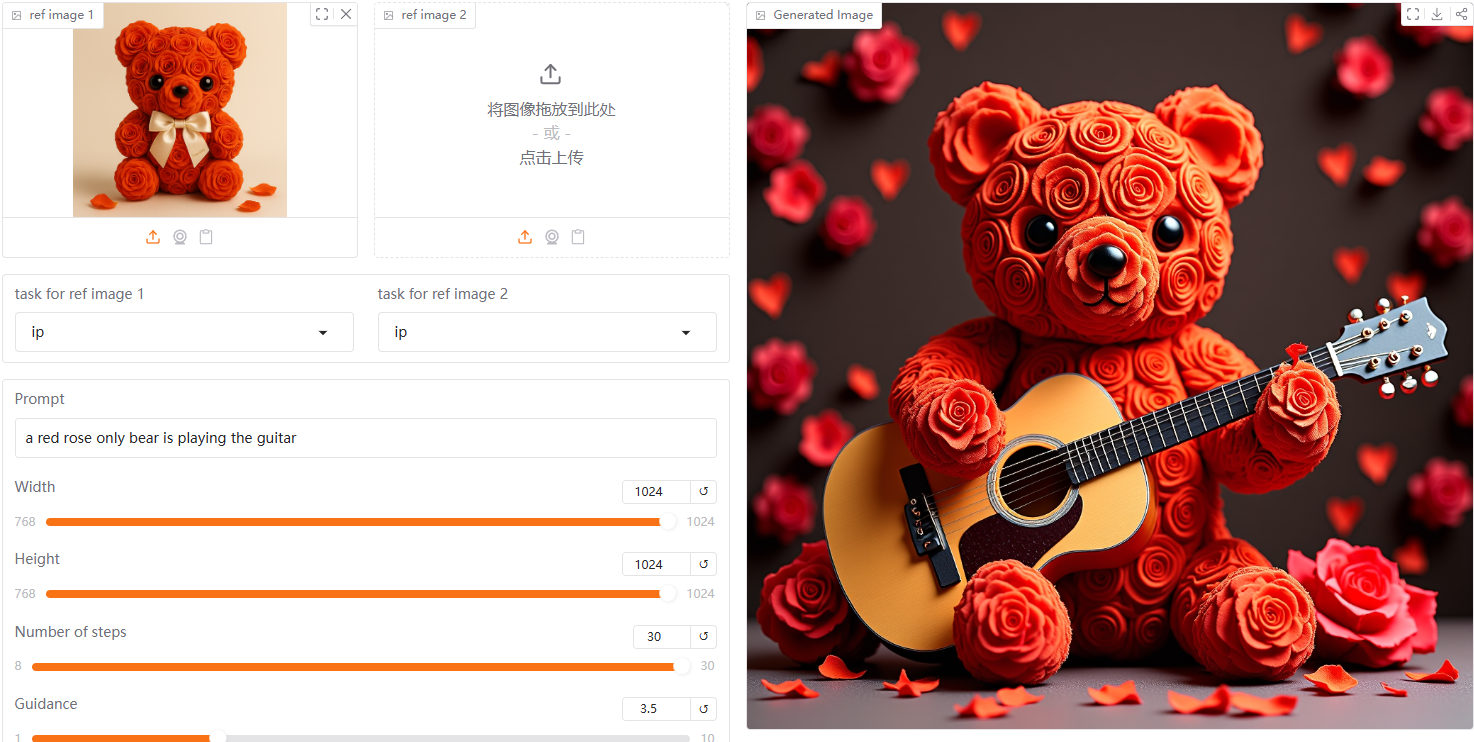 ref image 1
ref image 2
将图像拖放到此处
- 或 -
点击上传
task for ref image 1
ip
task for ref image 2
ip
Prompt
a red rose only bear is playing the guitar
Width
1024
768
1024
Height
1024
768
1024
Number of steps
30
8
30
Guidance
3.5
1
10
Generated Image